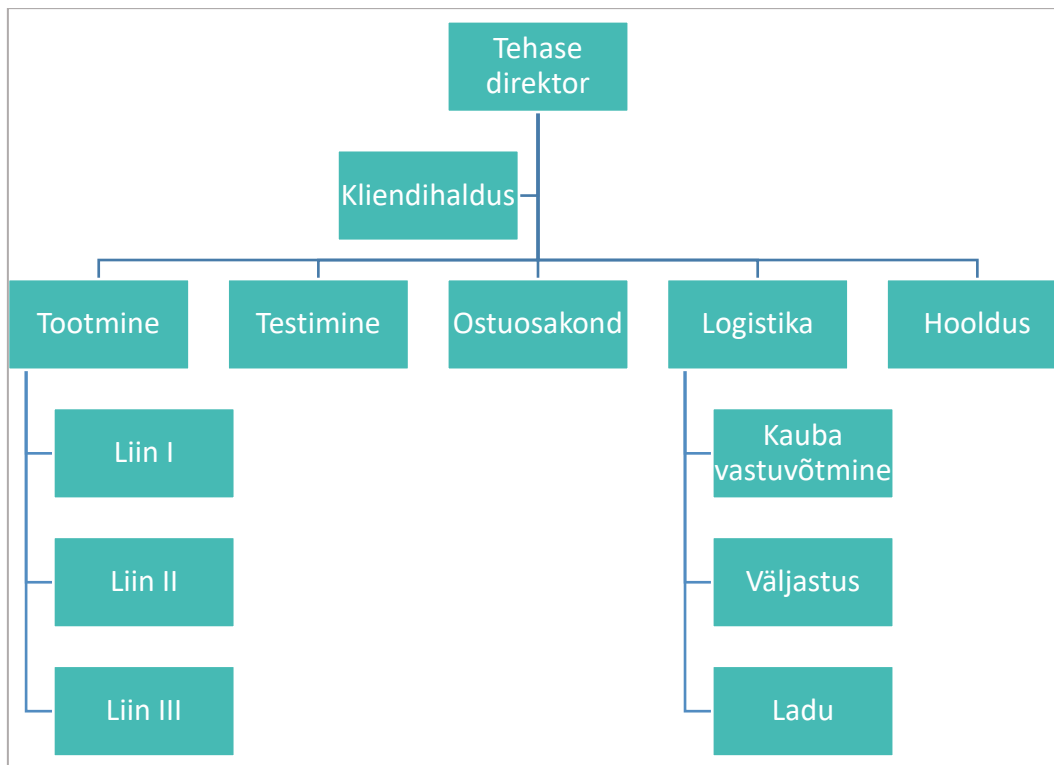 Tehase
direktor
Kliendihaldus
Tootmine
Testimine
Ostuosakond
Logistika
Hooldus
Liin I
Liin II
Liin III
Kauba
vastuvõtmine
Väljastus
Ladu